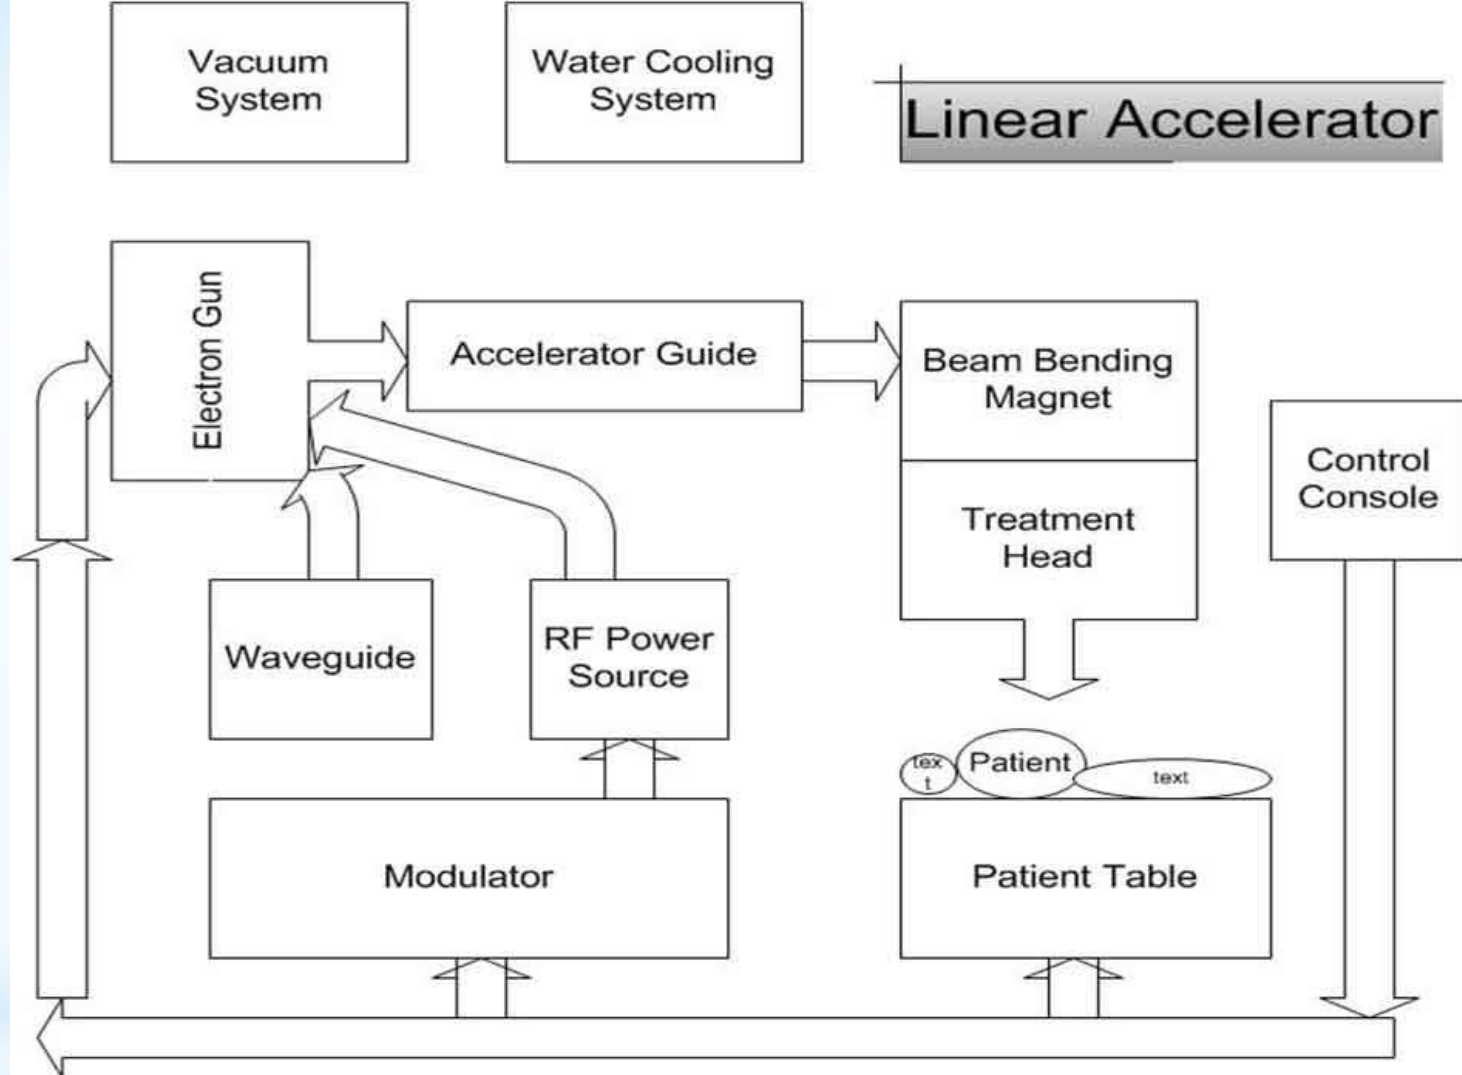 Vacuum
System
Water Cooling
System
Linear Accelerator
Electron Gun
Accelerator Guide
Beam Bending
Magnet
Control
Console
Treatment
Head
Waveguide
RF Power
Source
tex
t
Patient
text
Modulator
Patient Table